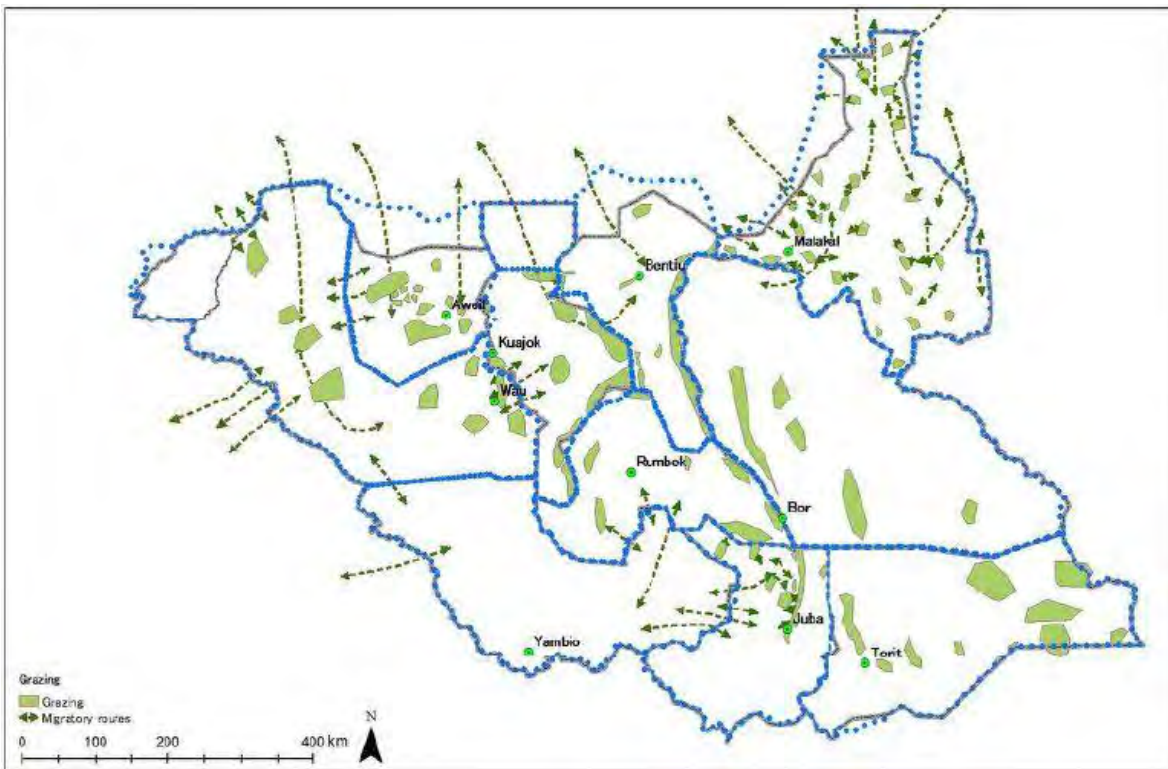 Malakal
Bentiu
Aweil
Kuajok
Wau
Rumbek
Bor
Juba
Yambio
Torit
Grazing
Grazing
Migratory routes
N
0 100 200 400 km